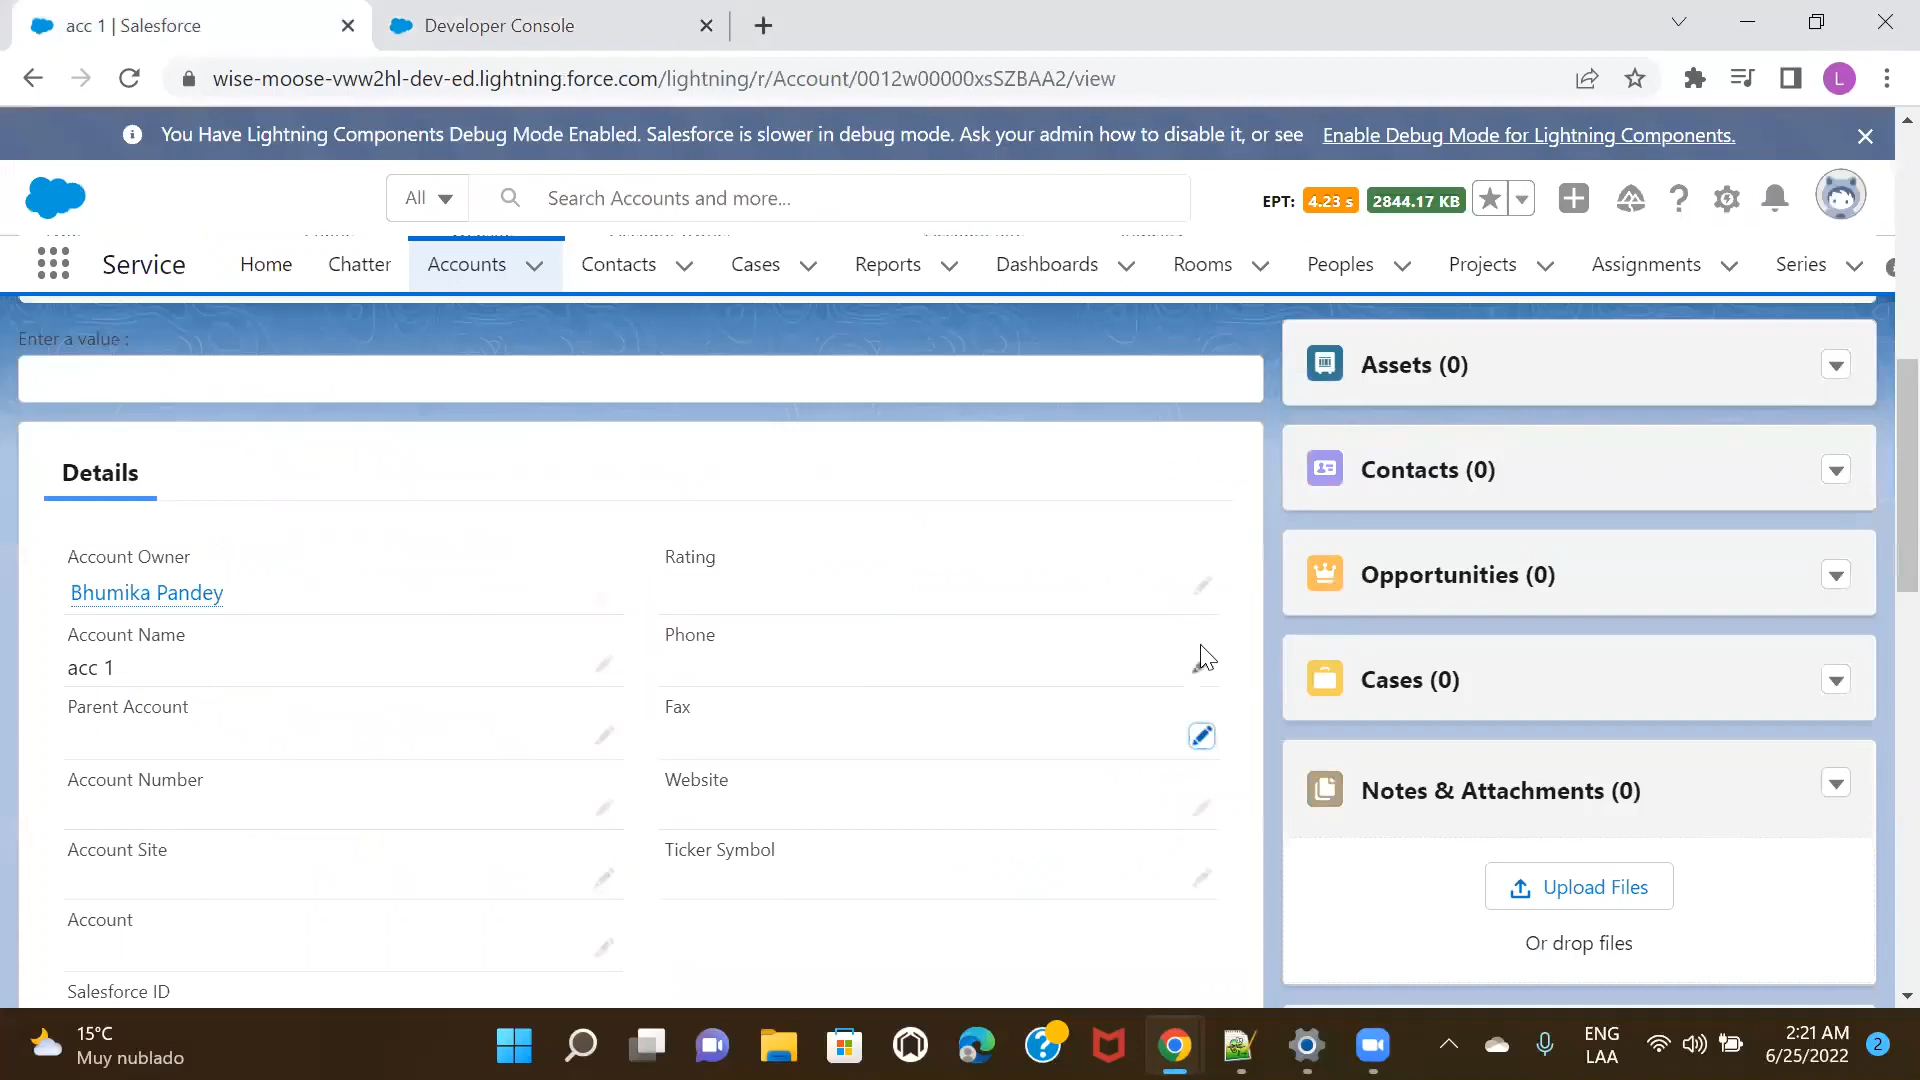 acc 1 | Salesforce
Developer Console
wise-moose-vww2hl-dev-ed.lightning.force.com/lightning/r/Account/0012w00000xsSZBAA2/view
L
You Have Lightning Components Debug Mode Enabled. Salesforce is slower in debug mode. Ask your admin how to disable it, or see Enable Debug Mode for Lightning Components.
All
Search Accounts and more...
EPT: 4.23 s 2844.17 KB
Service
Home
Chatter
Accounts
Contacts
Cases
Reports
Dashboards
Rooms
Peoples
Projects
Assignments
Series
Enter a value :
Details
Account Owner
Bhumika Pandey
Rating
Account Name
acc 1
Phone
Parent Account
Fax
Account Number
Website
Account Site
Ticker Symbol
Account
Salesforce ID
Assets (0)
Contacts (0)
Opportunities (0)
Cases (0)
Notes & Attachments (0)
Upload Files
Or drop files
15°C
Muy nublado
ENG
LAA
2:21 AM
6/25/2022
2